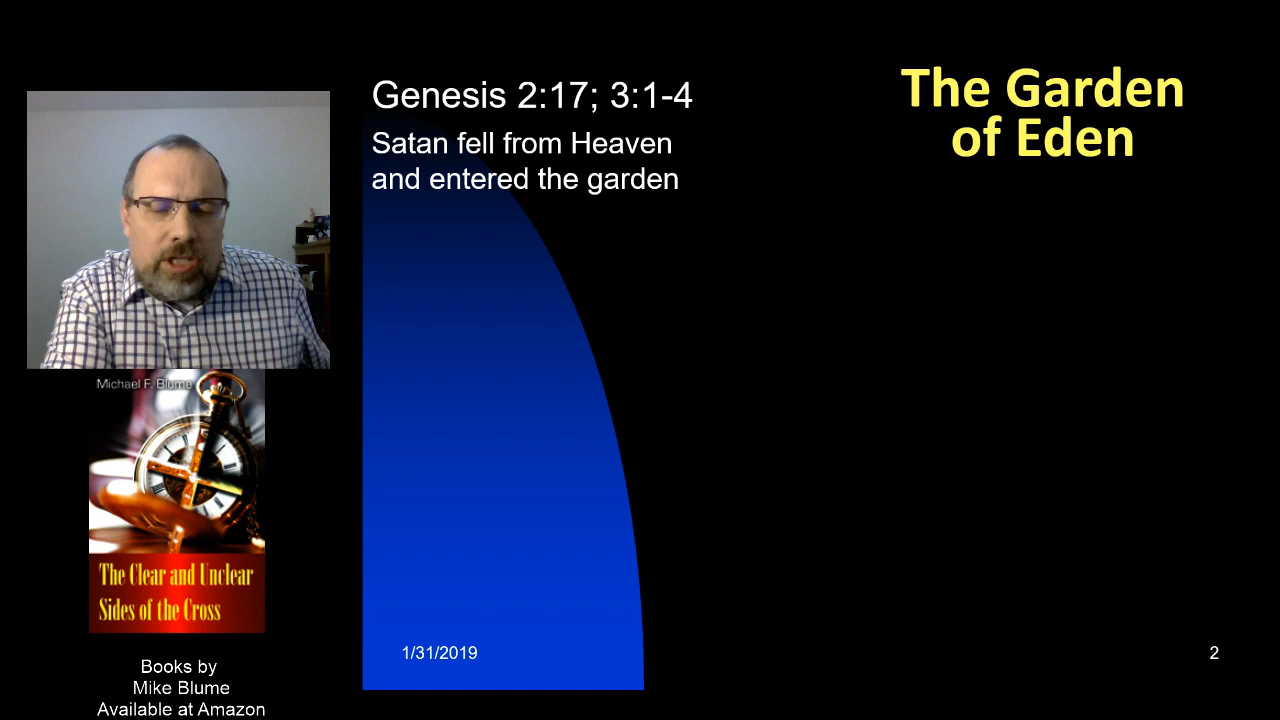 Genesis 2:17; 3:1-4
Satan fell from Heaven
and entered the garden
The Garden
of Eden
Michael F. Blume
The Clear and Unclear
Sides of the Cross
Books by
Mike Blume
Available at Amazon
1/31/2019
2